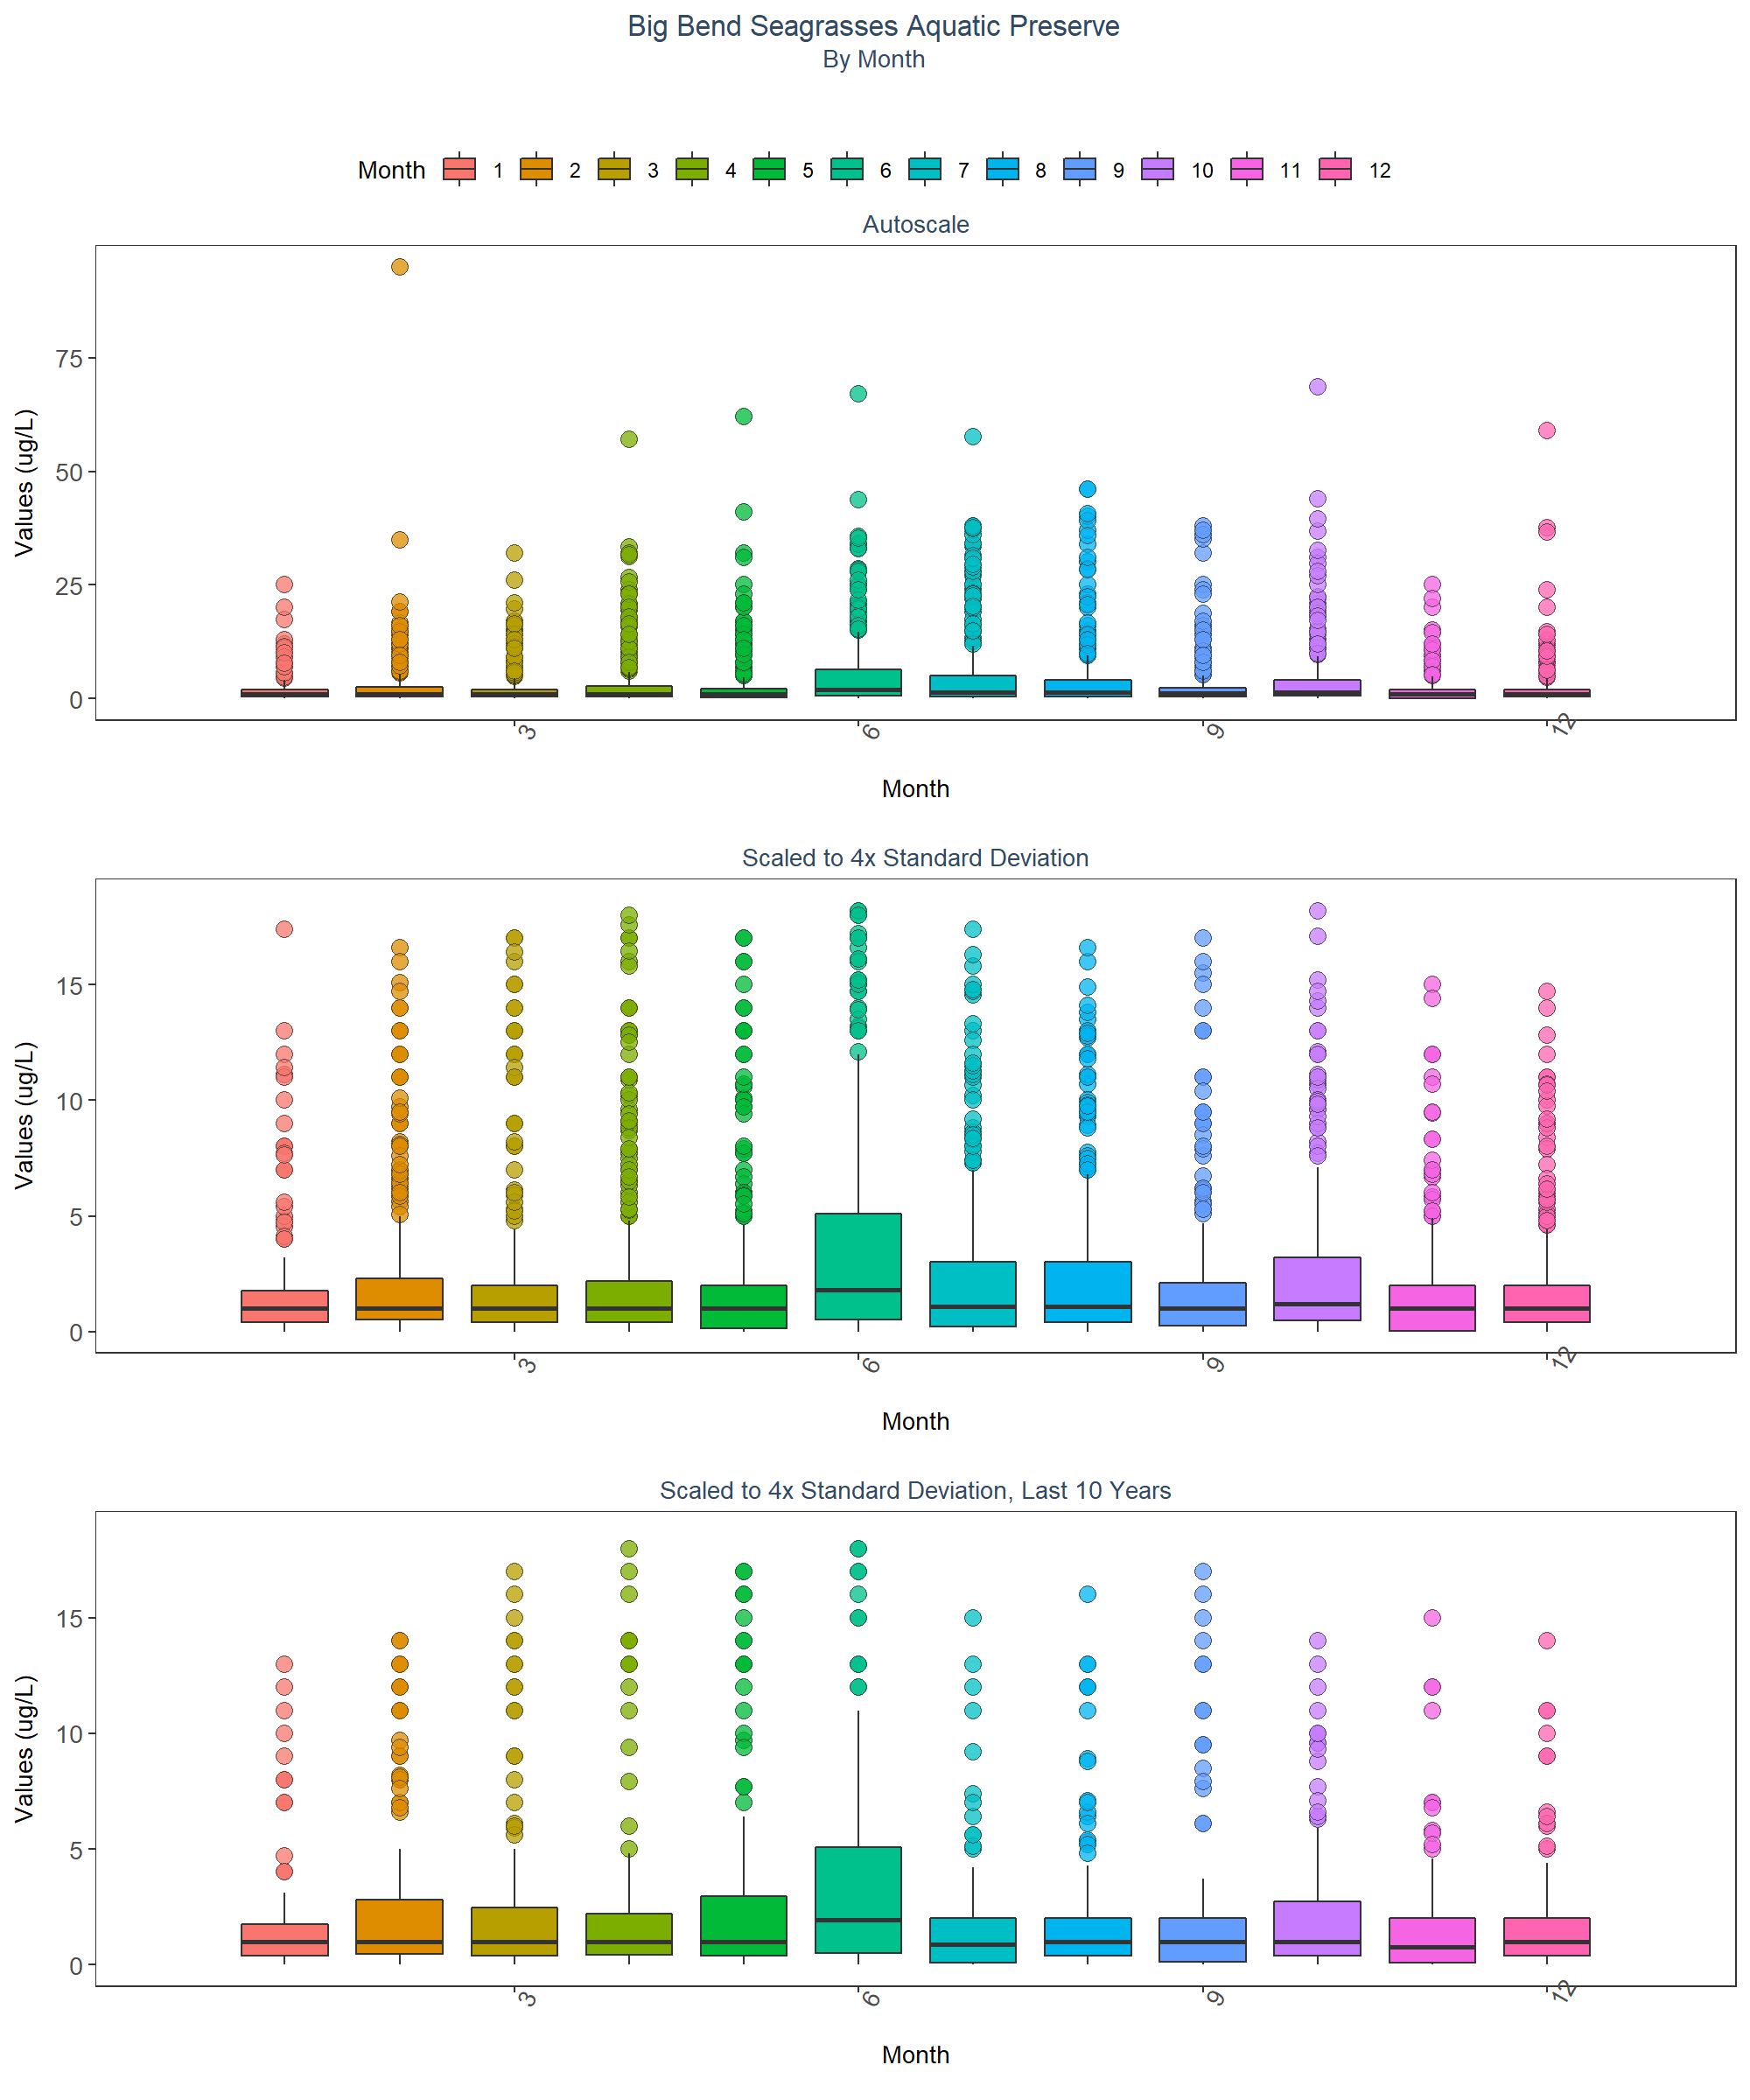 Big Bend Seagrasses Aquatic Preserve
By Month
Month 1 2 3 4 5 6 7 8 9 10 11 12
Autoscale
Values (ug/L)
75
50
25
0
3 6 9 12
Month
Scaled to 4x Standard Deviation
Values (ug/L)
15
10
5
0
3 6 9 12
Month
Scaled to 4x Standard Deviation, Last 10 Years
Values (ug/L)
15
10
5
0
3 6 9 12
Month